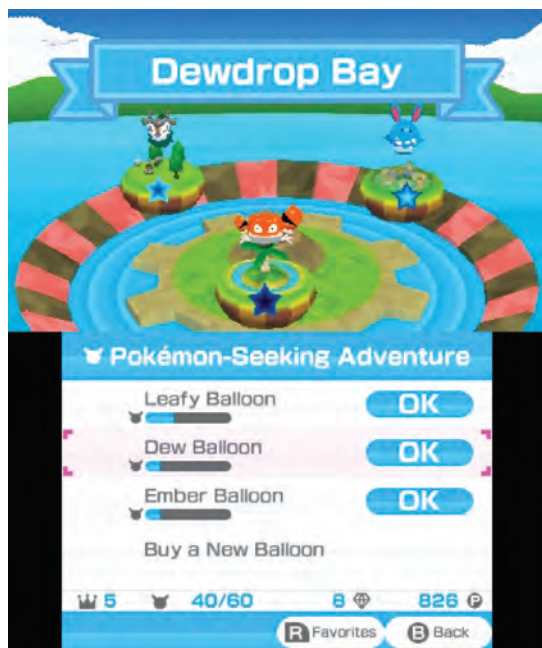 Dewdrop Bay
Pokémon-Seeking Adventure
Leafy Balloon OK
Dew Balloon OK
Ember Balloon OK
Buy a New Balloon
5 40/60 8 826 P
R Favorites B Back